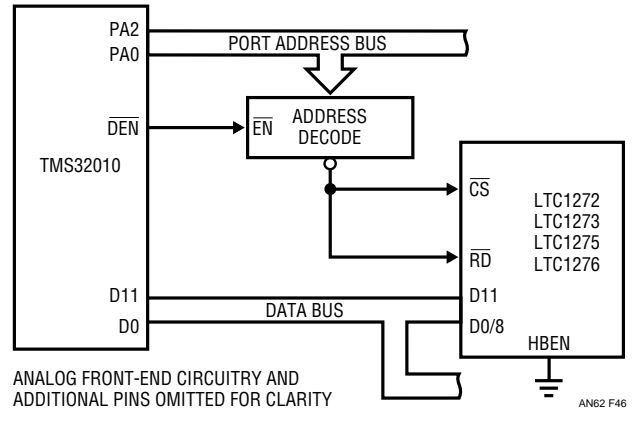 PA2
PA0
PORT ADDRESS BUS
DEN
EN
ADDRESS
DECODE
TMS32010
CS
RD
LTC1272
LTC1273
LTC1275
LTC1276
D11
D0
DATA BUS
D11
D0/8
HBEN
ANALOG FRONT-END CIRCUITRY AND
ADDITIONAL PINS OMITTED FOR CLARITY
AN62 F46